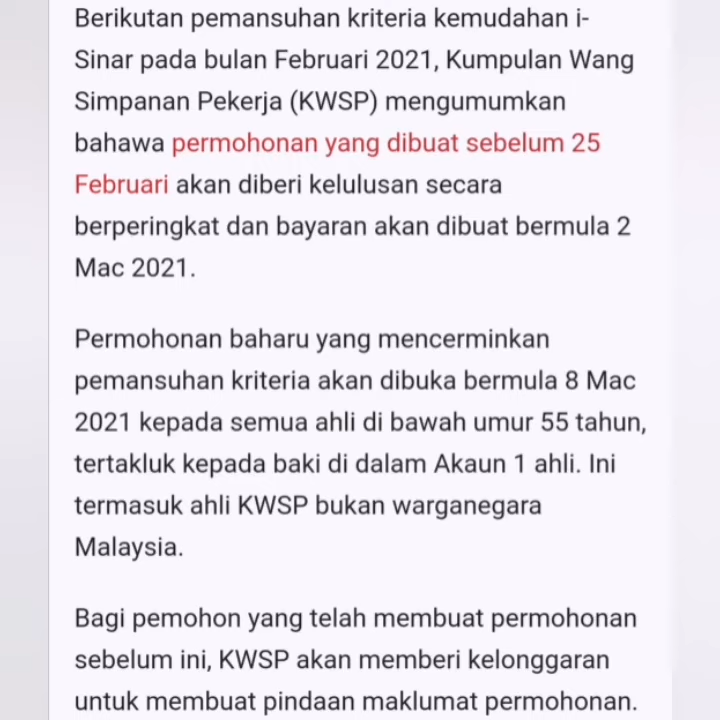 Berikutan pemansuhan kriteria kemudahan i-
Sinar pada bulan Februari 2021, Kumpulan Wang
Simpanan Pekerja (KWSP) mengumumkan
bahawa permohonan yang dibuat sebelum 25
Februari akan diberi kelulusan secara
berperingkat dan bayaran akan dibuat bermula 2
Mac 2021.
Permohonan baharu yang mencerminkan
pemansuhan kriteria akan dibuka bermula 8 Mac
2021 kepada semua ahli di bawah umur 55 tahun,
tertakluk kepada baki di dalam Akaun 1 ahli. Ini
termasuk ahli KWSP bukan warganegara
Malaysia.
Bagi pemohon yang telah membuat permohonan
sebelum ini, KWSP akan memberi kelonggaran
untuk membuat pindaan maklumat permohonan.